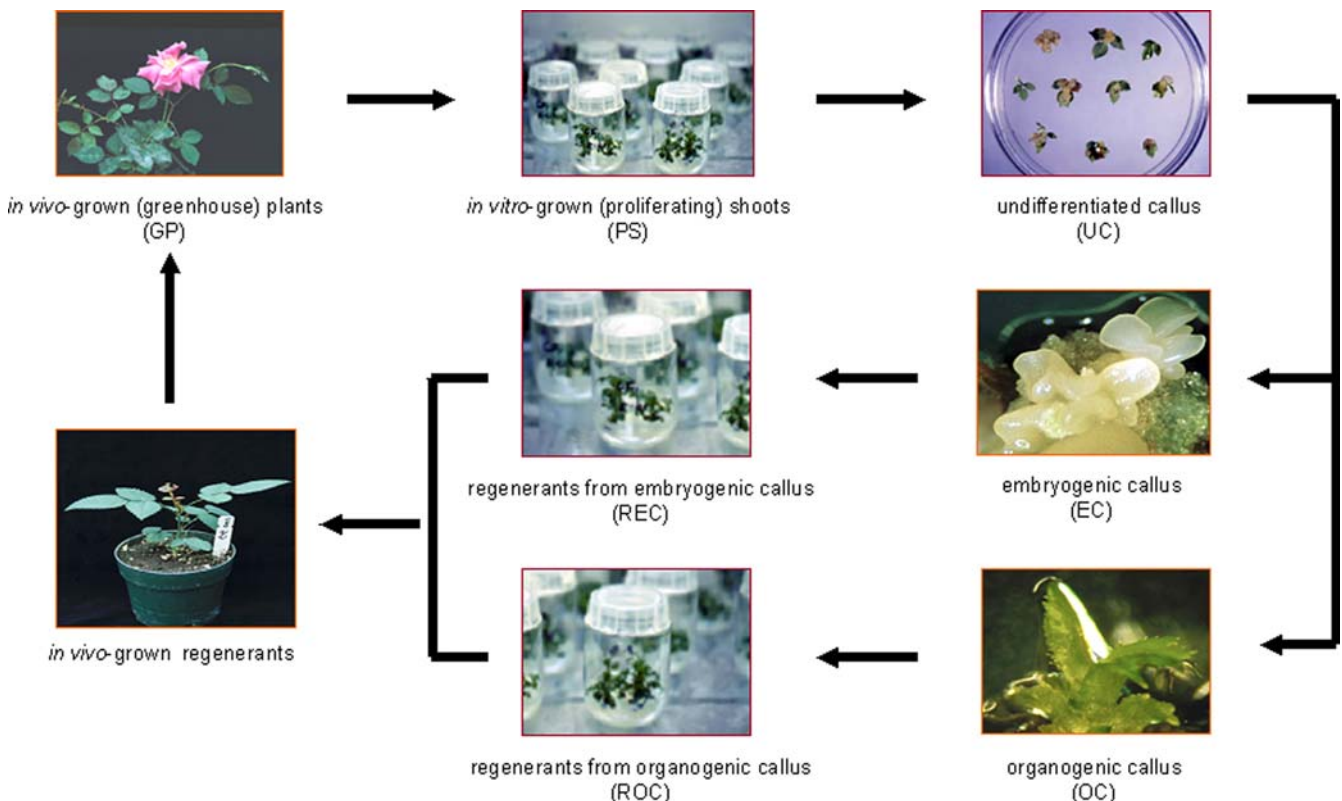 in vivo-grown (greenhouse) plants
(GP)
in vitro-grown (proliferating) shoots
(PS)
undifferentiated callus
(UC)
regenerants from embryogenic callus
(REC)
embryogenic callus
(EC)
in vivo-grown regenerants
regenerants from organogenic callus
(ROC)
organogenic callus
(OC)